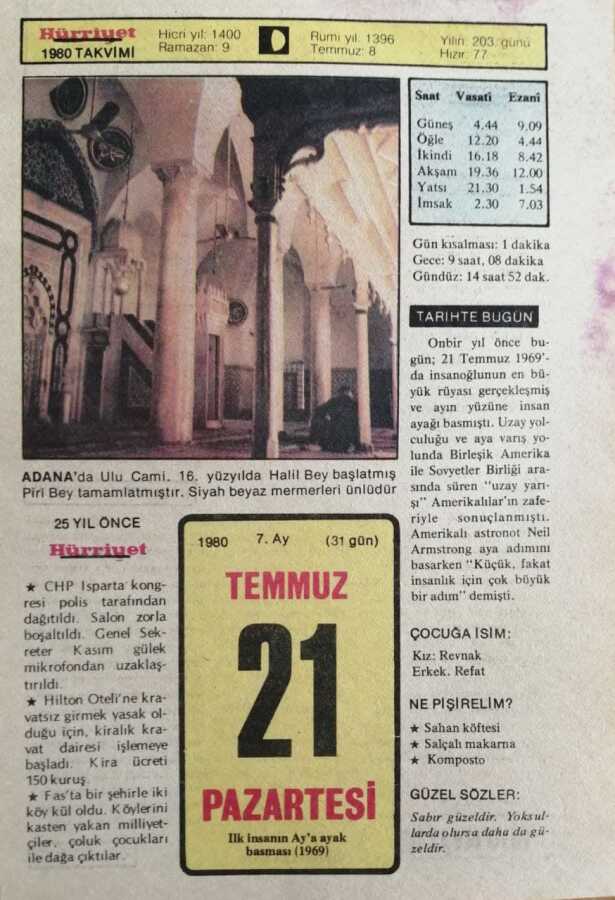 Hürriyet
1980 TAKVİMİ
Hicri yıl: 1400
Ramazan: 9
Rumi yıl: 1396
Temmuz: 8
Yılın: 203. günü
Hızır: 77
Saat Vasatî Ezanî
Güneş 4.44 9.09
Öğle 12.20 4.44
İkindi 16.18 8.42
Akşam 19.36 12.00
Yatsı 21.30 1.54
İmsak 2.30 7.03
Gün kısalması: 1 dakika
Gece: 9 saat, 08 dakika
Gündüz: 14 saat 52 dak.
ADANA'da Ulu Cami. 16. yüzyılda Halil Bey başlatmış
Piri Bey tamamlatmıştır. Siyah beyaz mermerleri ünlüdür
TARİHTE BUGÜN
Onbir yıl önce bu-
gün; 21 Temmuz 1969'-
da insanoğlunun en bü-
yük rüyası gerçekleşmiş
ve ayın yüzüne insan
ayağı basmıştı. Uzay yol-
culuğu ve aya varış yo-
lunda Birleşik Amerika
ile Sovyetler Birliği ara-
sında süren "uzay yarı-
şı" Amerikalılar'ın zafe-
riyle sonuçlanmıştı.
Amerikalı astronot Neil
Armstrong aya adımını
basarken "Küçük, fakat
insanlık için çok büyük
bir adım" demişti.
ÇOCUĞA İSİM:
Kız: Revnak
Erkek. Refat
NE PİŞİRELİM?
★ Sahan köftesi
★ Salçalı makarna
★ Komposto
GÜZEL SÖZLER:
Sabır güzeldir. Yoksul-
larda olursa daha da gü-
zeldir.
25 YIL ÖNCE
Hürriyet
★ CHP Isparta kong-
resi polis tarafından
dağıtıldı. Salon zorla
boşaltıldı. Genel Sek-
reter Kasım gülek
mikrofondan uzaklaş-
tırıldı.
★ Hilton Oteli'ne kra-
vatsız girmek yasak ol-
duğu için, kiralık kra-
vat dairesi işlemeye
başladı. Kira ücreti
150 kuruş.
★ Fas'ta bir şehirle iki
köy kül oldu. Köylerini
kasten yakan milliyet-
çiler, çoluk çocukları
ile dağa çıktılar.
1980 7. Ay (31 gün)
TEMMUZ
21
PAZARTESİ
İlk insanın Ay'a ayak
basması (1969)